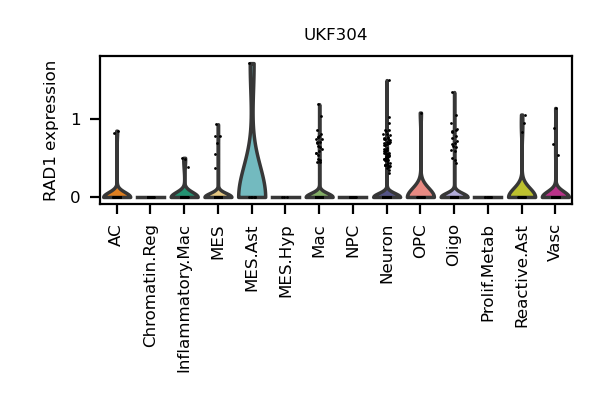 UKF304
RAD1 expression
1
0
AC
Chromatin.Reg
Inflammatory.Mac
MES
MES.Ast
MES.Hyp
Mac
NPC
Neuron
OPC
Oligo
Prolif.Metab
Reactive.Ast
Vasc